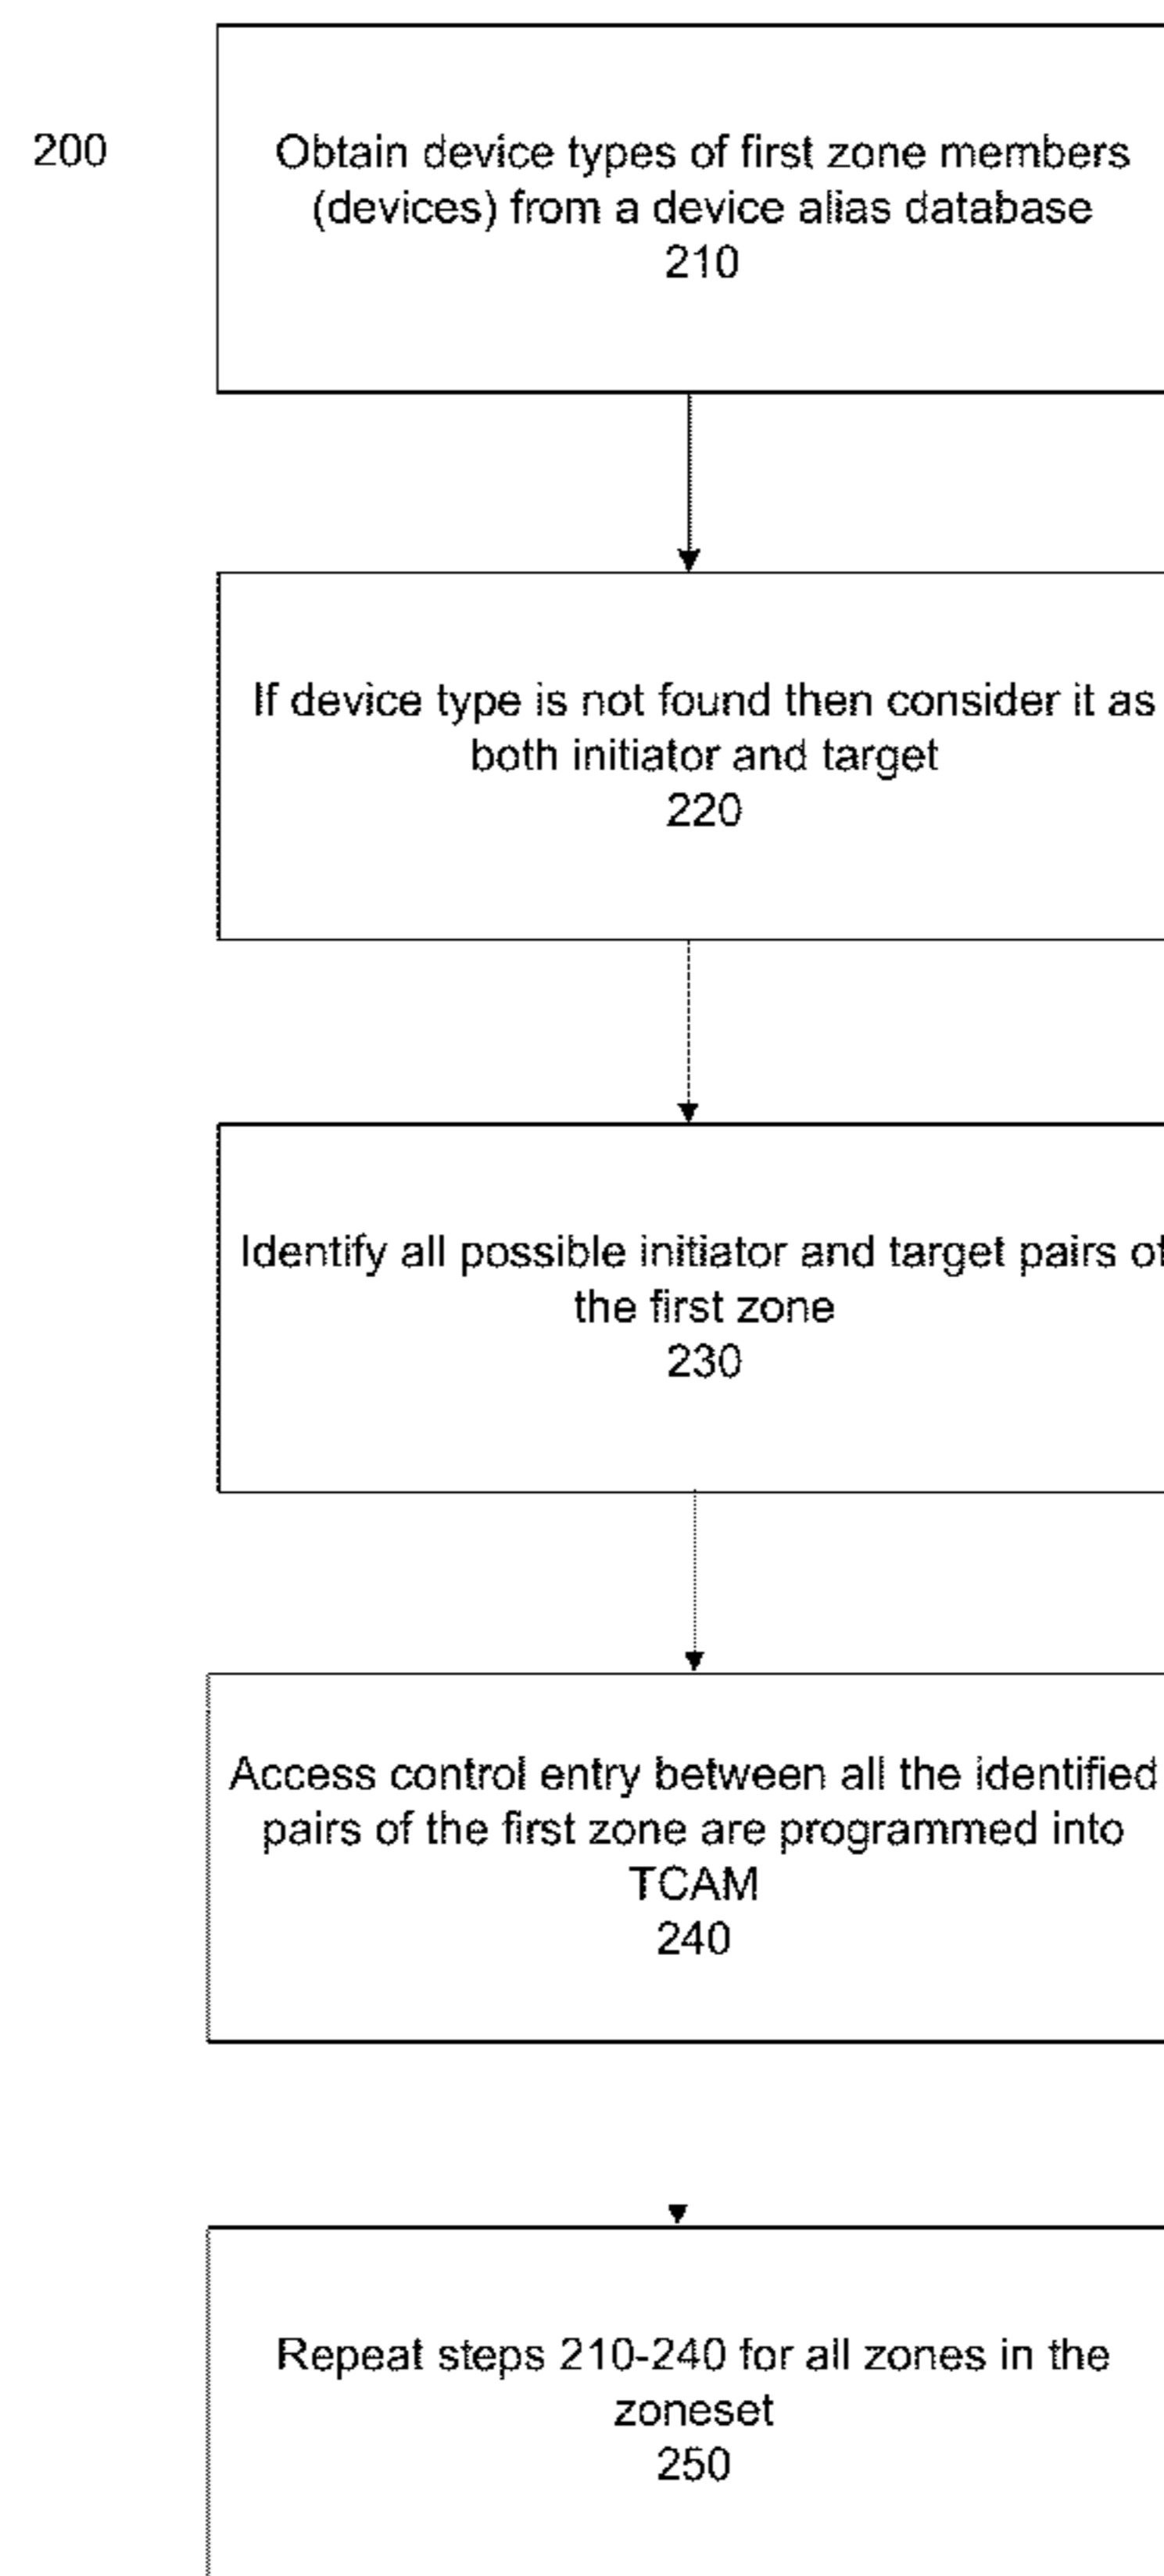 200
Obtain device types of first zone members
(devices) from a device alias database
210
If device type is not found then consider it as
both initiator and target
220
Identify all possible initiator and target pairs of
the first zone
230
Access control entry between all the identified
pairs of the first zone are programmed into
TCAM
240
Repeat steps 210-240 for all zones in the
zoneset
250